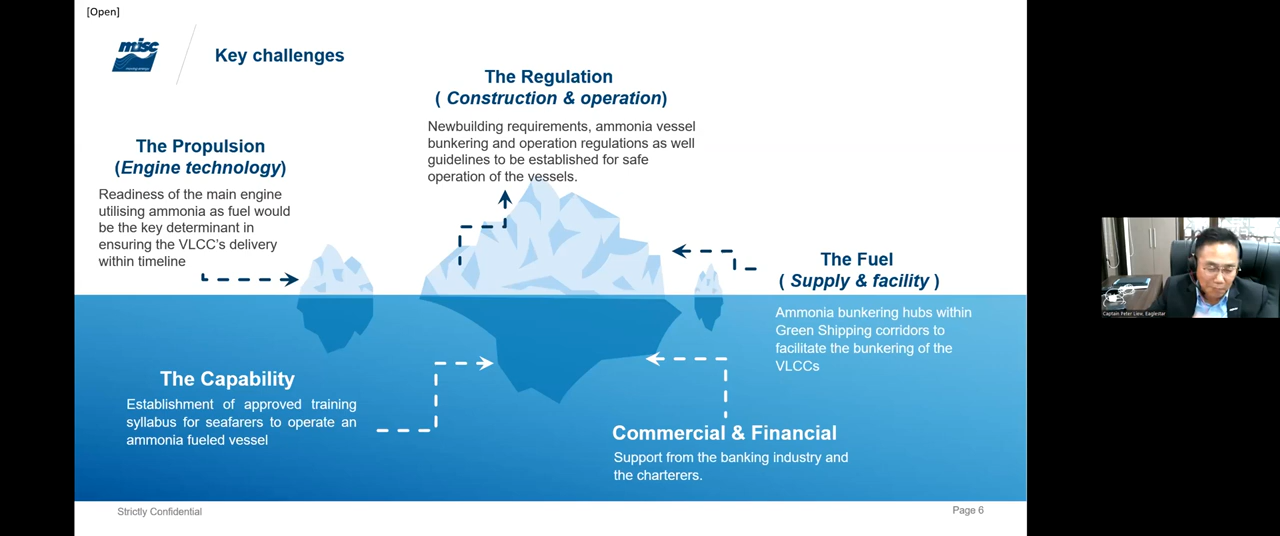 [Open]
misc
Key challenges
The Regulation
( Construction & operation)
Newbuilding requirements, ammonia vessel
bunkering and operation regulations as well
guidelines to be established for safe
operation of the vessels.
The Propulsion
(Engine technology)
Readiness of the main engine
utilising ammonia as fuel would
be the key determinant in
ensuring the VLCC's delivery
within timeline
The Fuel
( Supply & facility )
Ammonia bunkering hubs within
Green Shipping corridors to
facilitate the bunkering of the
VLCCs
The Capability
Establishment of approved training
syllabus for seafarers to operate an
ammonia fueled vessel
Commercial & Financial
Support from the banking industry and
the charterers.
Strictly Confidential
Page 6
Captain Peter Liew, Eaglestar